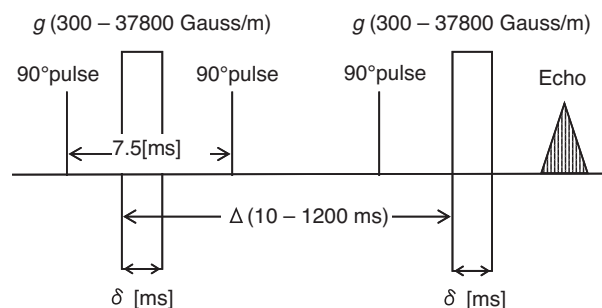 g (300 – 37800 Gauss/m) g (300 – 37800 Gauss/m)
90°pulse 90°pulse 90°pulse Echo
7.5[ms]
Δ (10 – 1200 ms)
δ [ms] δ [ms]